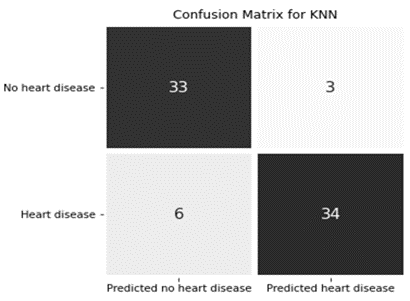 Confusion Matrix for KNN
No heart disease
33
3
Heart disease
6
34
Predicted no heart disease
Predicted heart disease